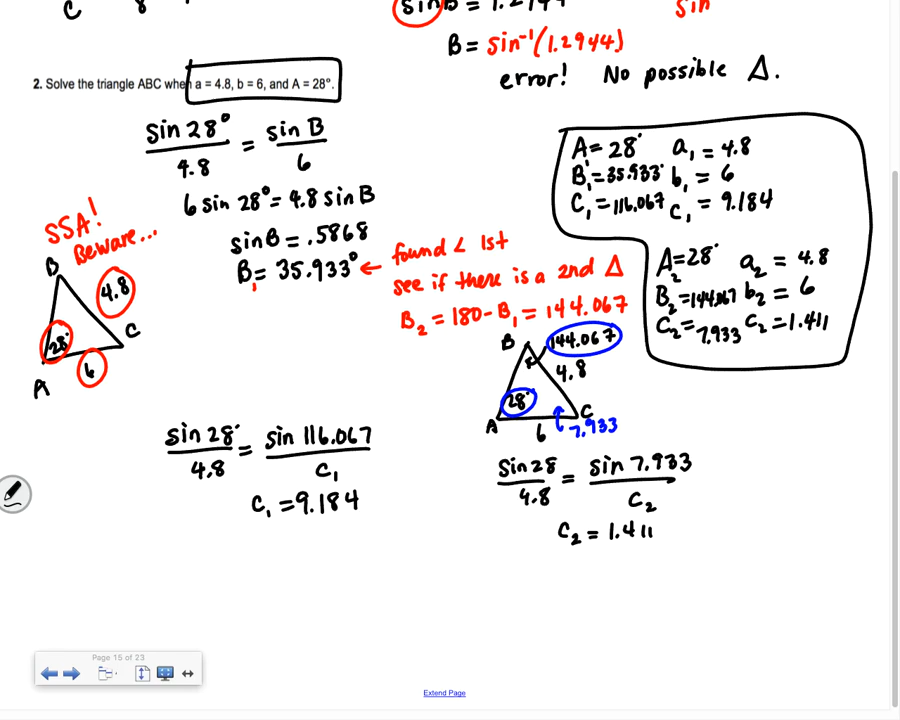 C 8
sin B = 1.2944 sin
B = sin⁻¹(1.2944)
error! No possible Δ.
2. Solve the triangle ABC when a = 4.8, b = 6, and A = 28°.
sin 28° / 4.8 = sin B / 6
6 sin 28° = 4.8 sin B
sin B = .5868
B₁ = 35.933° ← found ∠ 1st
see if there is a 2nd Δ
B₂ = 180 - B₁ = 144.067
SSA!
Beware...
B
4.8
C
28°
6
A
A₁ = 28° a₁ = 4.8
B₁ = 35.933° b₁ = 6
C₁ = 116.067 c₁ = 9.184
A₂ = 28° a₂ = 4.8
B₂ = 144.067 b₂ = 6
C₂ = 7.933 c₂ = 1.411
B 144.067
4.8
28°
A C
6 7.933
sin 28° / 4.8 = sin 116.067 / C₁
c₁ = 9.184
sin 28 / 4.8 = sin 7.933 / C₂
c₂ = 1.411
Page 15 of 23
Extend Page